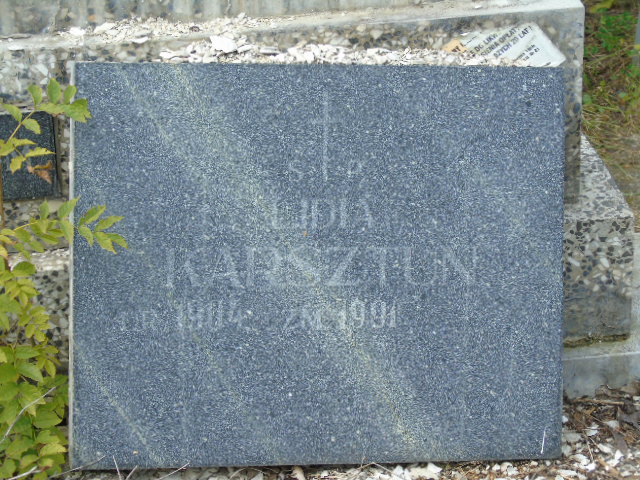 Ś P
LIDIA
KARSZTUN
UR. 1904 ZM. 1991